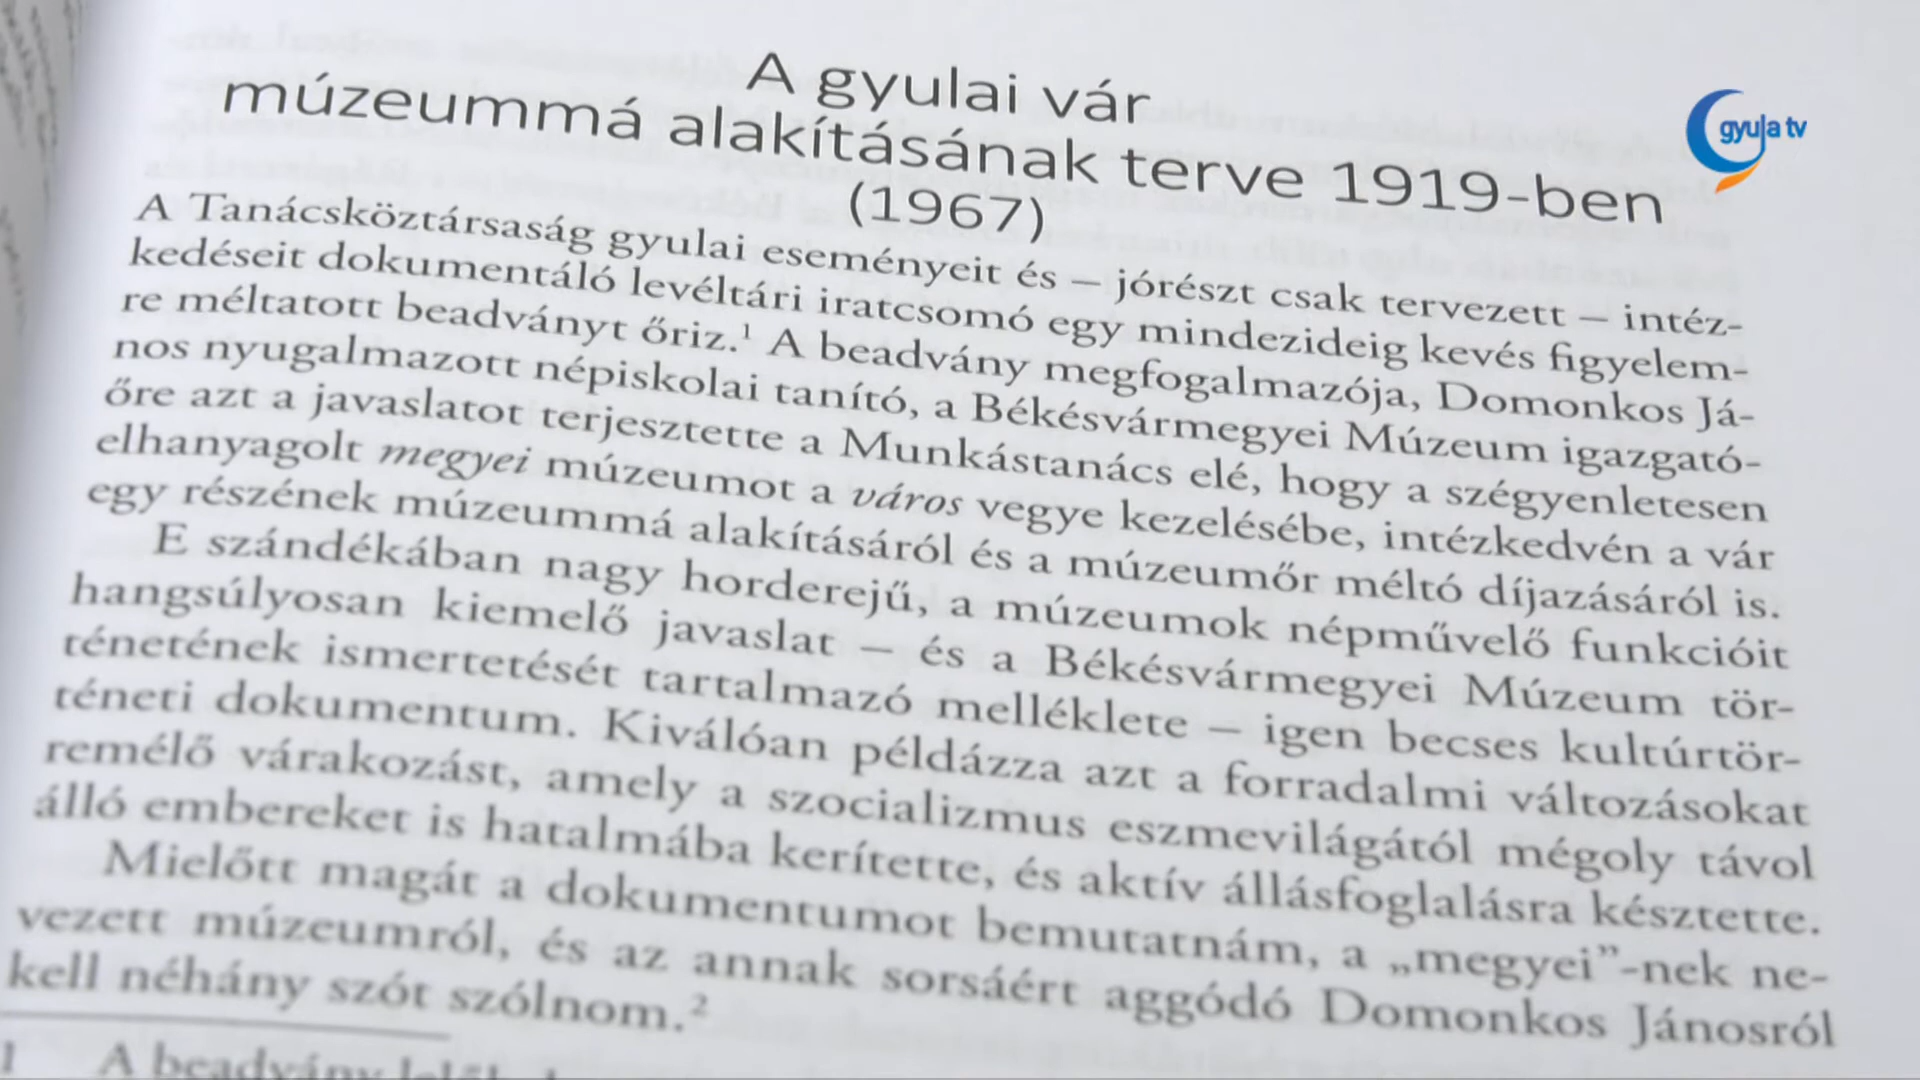 A gyulai vár
múzeummá alakításának terve 1919-ben
(1967)
gyula tv
A Tanácsköztársaság gyulai eseményeit és – jórészt csak tervezett – intéz-
kedéseit dokumentáló levéltári iratcsomó egy mindezideig kevés figyelem-
re méltatott beadványt őriz.¹ A beadvány megfogalmazója, Domonkos Já-
nos nyugalmazott népiskolai tanító, a Békésvármegyei Múzeum igazgató-
őre azt a javaslatot terjesztette a Munkástanács elé, hogy a szégyenletesen
elhanyagolt megyei múzeumot a város vegye kezelésébe, intézkedvén a vár
egy részének múzeummá alakításáról és a múzeumőr méltó díjazásáról is.
E szándékában nagy horderejű, a múzeumok népművelő funkcióit
hangsúlyosan kiemelő javaslat – és a Békésvármegyei Múzeum tör-
ténetének ismertetését tartalmazó melléklete – igen becses kultúrtör-
téneti dokumentum. Kiválóan példázza azt a forradalmi változásokat
remélő várakozást, amely a szocializmus eszmevilágától mégoly távol
álló embereket is hatalmába kerítette, és aktív állásfoglalásra késztette.
Mielőtt magát a dokumentumot bemutatnám, a „megyei”-nek ne-
vezett múzeumról, és az annak sorsáért aggódó Domonkos Jánosról
kell néhány szót szólnom.²
1 A beadvány